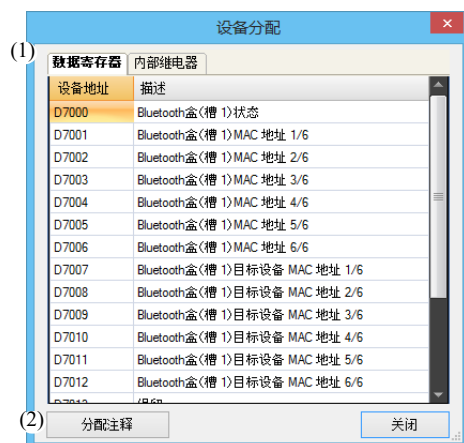 设备分配
(1)
数据寄存器 内部继电器
设备地址 描述
D7000 Bluetooth盒(槽 1)状态
D7001 Bluetooth盒(槽 1)MAC 地址 1/6
D7002 Bluetooth盒(槽 1)MAC 地址 2/6
D7003 Bluetooth盒(槽 1)MAC 地址 3/6
D7004 Bluetooth盒(槽 1)MAC 地址 4/6
D7005 Bluetooth盒(槽 1)MAC 地址 5/6
D7006 Bluetooth盒(槽 1)MAC 地址 6/6
D7007 Bluetooth盒(槽 1)目标设备 MAC 地址 1/6
D7008 Bluetooth盒(槽 1)目标设备 MAC 地址 2/6
D7009 Bluetooth盒(槽 1)目标设备 MAC 地址 3/6
D7010 Bluetooth盒(槽 1)目标设备 MAC 地址 4/6
D7011 Bluetooth盒(槽 1)目标设备 MAC 地址 5/6
D7012 Bluetooth盒(槽 1)目标设备 MAC 地址 6/6
(2)
分配注释 关闭